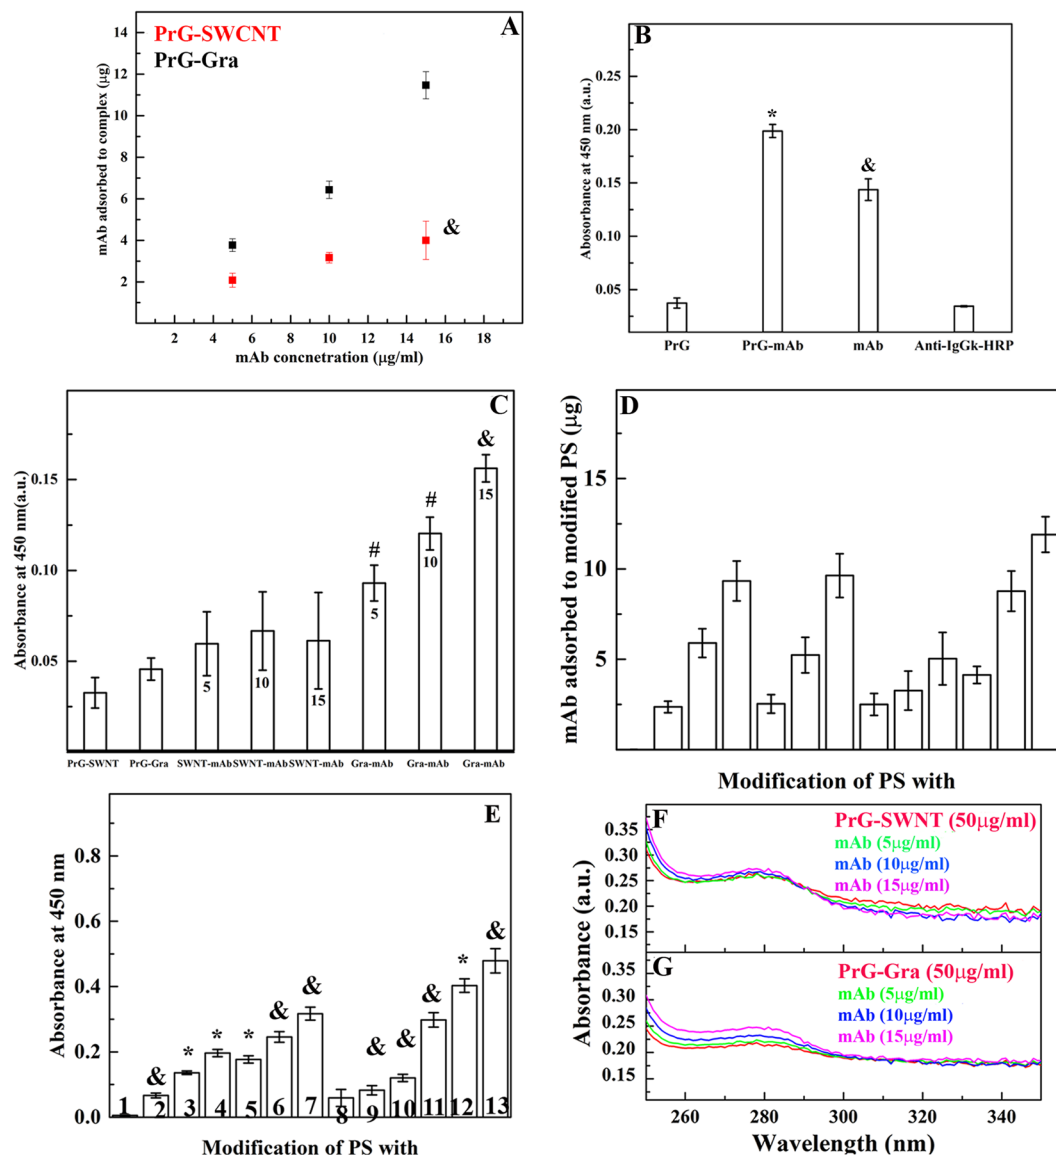 A
PrG-SWCNT
PrG-Gra
mAb adsorbed to complex (µg)
14
12
10
8
6
4
2
&
2 4 6 8 10 12 14 16 18
mAb concnetration (µg/ml)
B
Abosorbance at 450 nm (a.u.)
0.25
0.20
0.15
0.10
0.05
*
&
PrG PrG-mAb mAb Anti-IgGk-HRP
C
Absorbance at 450 nm(a.u.)
0.15
0.10
0.05
5
10
15
#
5
#
10
&
15
PrG-SWNT PrG-Gra SWNT-mAb SWNT-mAb SWNT-mAb Gra-mAb Gra-mAb Gra-mAb
D
mAb adsorbed to modified PS (µg)
15
10
5
Modification of PS with
E
Absorbance at 450 nm
0.8
0.6
0.4
0.2
0.0
& * * * & & & & & * &
1 2 3 4 5 6 7 8 9 10 11 12 13
Modification of PS with
F
PrG-SWNT (50µg/ml)
mAb (5µg/ml)
mAb (10µg/ml)
mAb (15µg/ml)
0.35
0.30
0.25
0.20
0.15
G
PrG-Gra (50µg/ml)
mAb (5µg/ml)
mAb (10µg/ml)
mAb (15µg/ml)
0.35
0.30
0.25
0.20
0.15
Absorbance (a.u.)
260 280 300 320 340
Wavelength (nm)